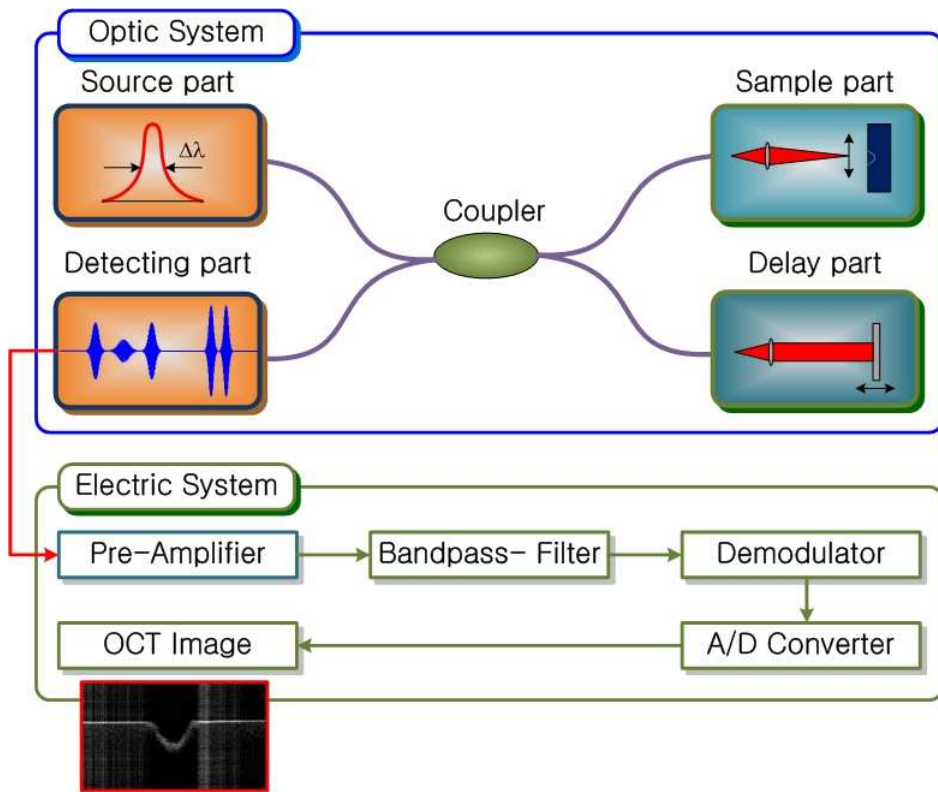 Optic System
Source part
Sample part
Δλ
Coupler
Detecting part
Delay part
Electric System
Pre-Amplifier
Bandpass- Filter
Demodulator
OCT Image
A/D Converter